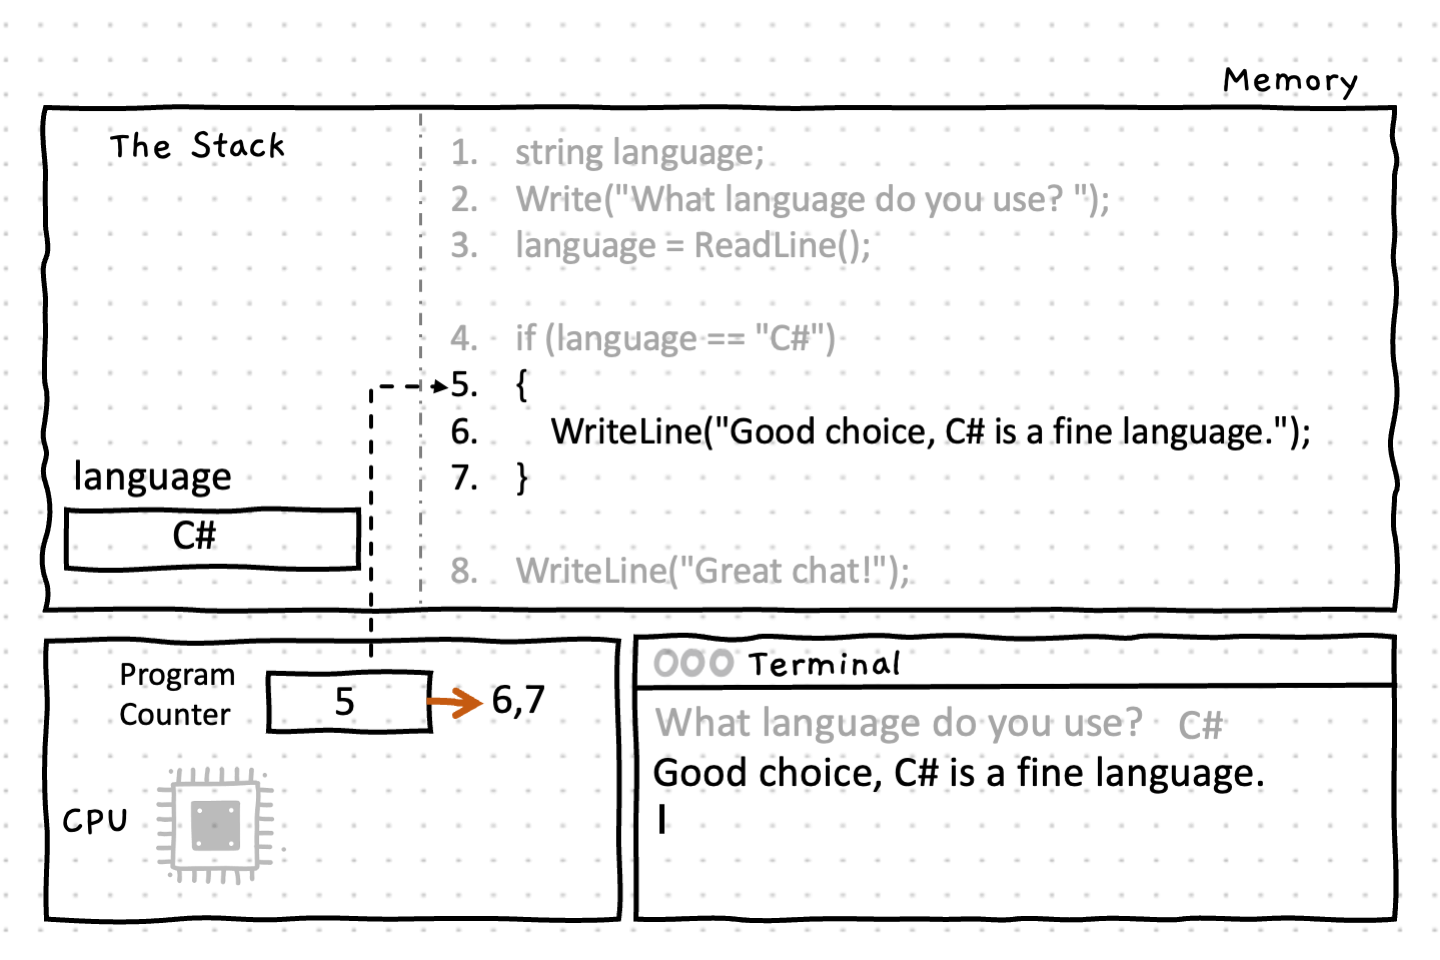 Memory
The Stack
1. string language;
2. Write("What language do you use? ");
3. language = ReadLine();
4. if (language == "C#")
5. {
6. WriteLine("Good choice, C# is a fine language.");
7. }
8. WriteLine("Great chat!");
language
C#
Program
Counter
5
6,7
CPU
Terminal
What language do you use? C#
Good choice, C# is a fine language.